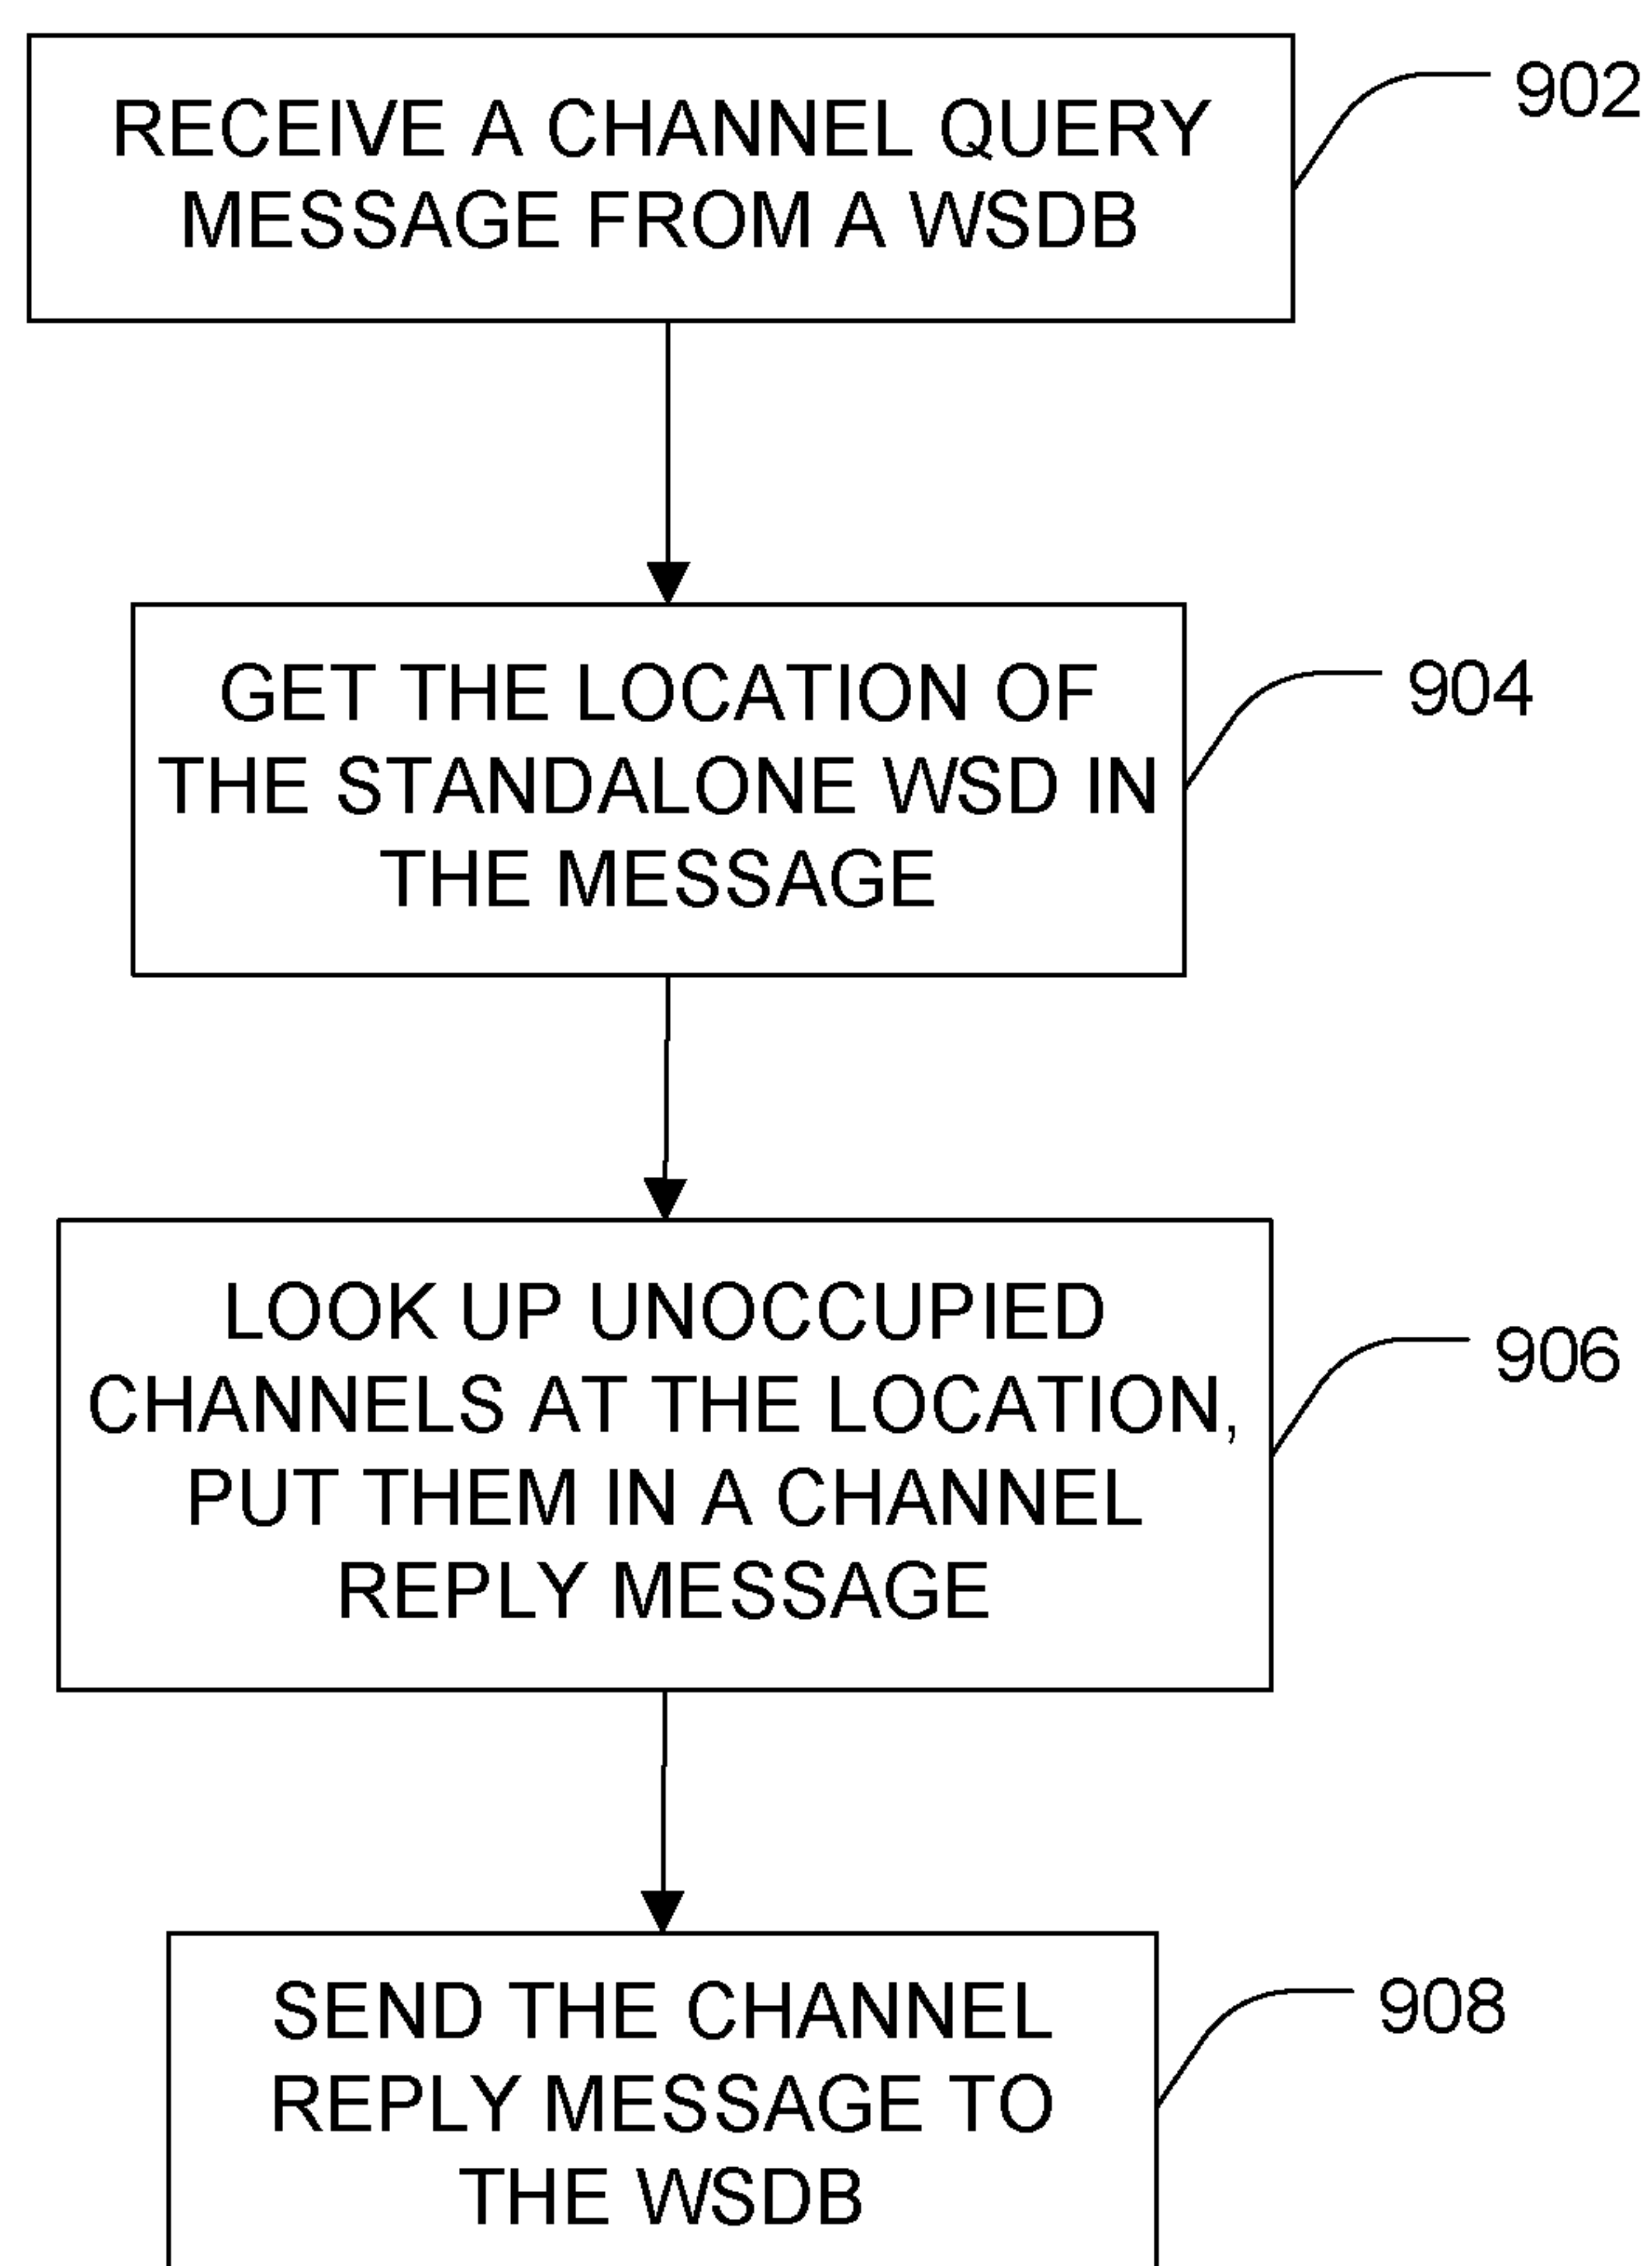 RECEIVE A CHANNEL QUERY
MESSAGE FROM A WSDB
902
GET THE LOCATION OF
THE STANDALONE WSD IN
THE MESSAGE
904
LOOK UP UNOCCUPIED
CHANNELS AT THE LOCATION,
PUT THEM IN A CHANNEL
REPLY MESSAGE
906
SEND THE CHANNEL
REPLY MESSAGE TO
THE WSDB
908